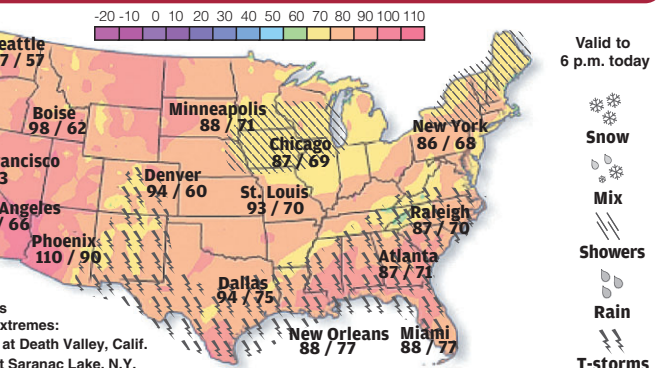 -20 -10 0 10 20 30 40 50 60 70 80 90 100 110
Valid to
6 p.m. today
eattle
7 / 57
Boise
98 / 62
Minneapolis
88 / 71
Chicago
87 / 69
New York
86 / 68
Snow
ancisco
3
Denver
94 / 60
St. Louis
93 / 70
Mix
Angeles
/ 66
Raleigh
87 / 70
Phoenix
110 / 90
Atlanta
87 / 71
Showers
Dallas
94 / 75
Rain
s
xtremes:
at Death Valley, Calif.
t Saranac Lake, N.Y.
New Orleans
88 / 77
Miami
88 / 77
T-storms